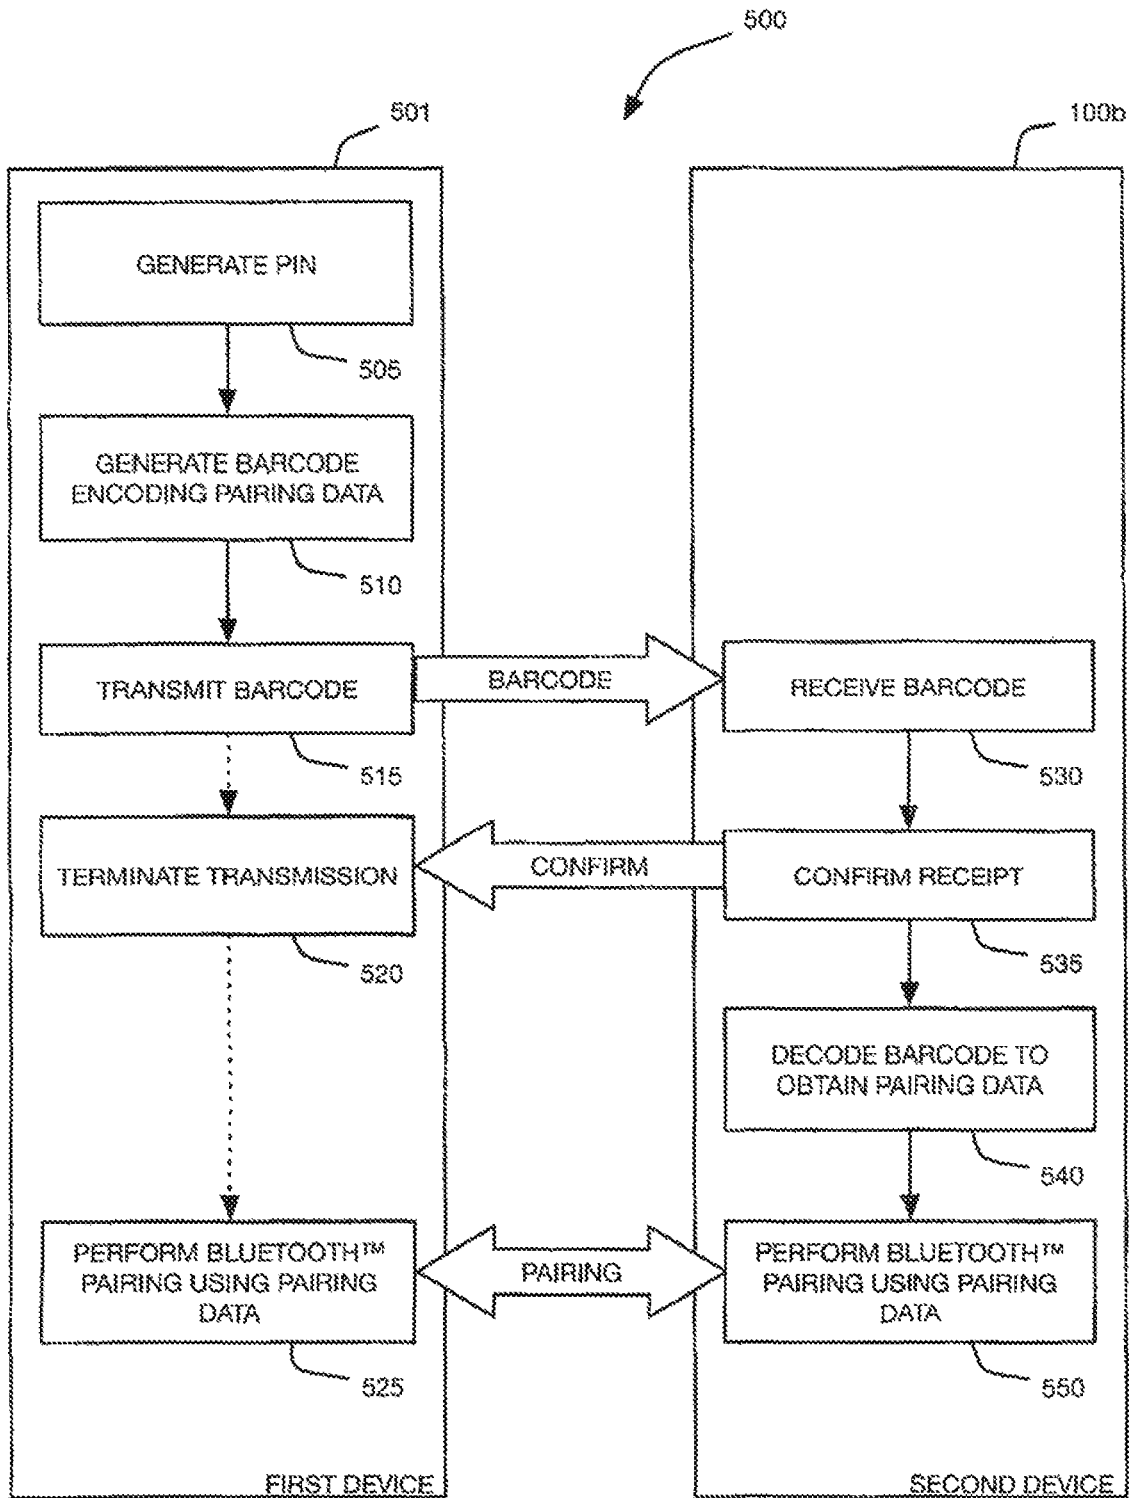 500
501
100b
GENERATE PIN
505
GENERATE BARCODE
ENCODING PAIRING DATA
510
TRANSMIT BARCODE
BARCODE
RECEIVE BARCODE
515
530
TERMINATE TRANSMISSION
CONFIRM
CONFIRM RECEIPT
520
535
DECODE BARCODE TO
OBTAIN PAIRING DATA
540
PERFORM BLUETOOTH™
PAIRING USING PAIRING
DATA
PAIRING
PERFORM BLUETOOTH™
PAIRING USING PAIRING
DATA
525
550
FIRST DEVICE
SECOND DEVICE